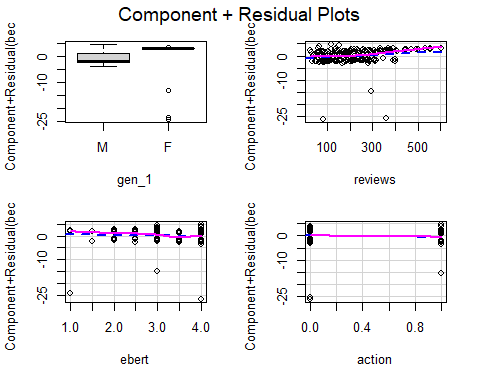 Component + Residual Plots
Component+Residual(bec
0
-10
-25
M F
gen_1
Component+Residual(bec
0
-10
-25
100 300 500
reviews
Component+Residual(bec
0
-10
-25
1.0 2.0 3.0 4.0
ebert
Component+Residual(bec
0
-10
-25
0.0 0.4 0.8
action